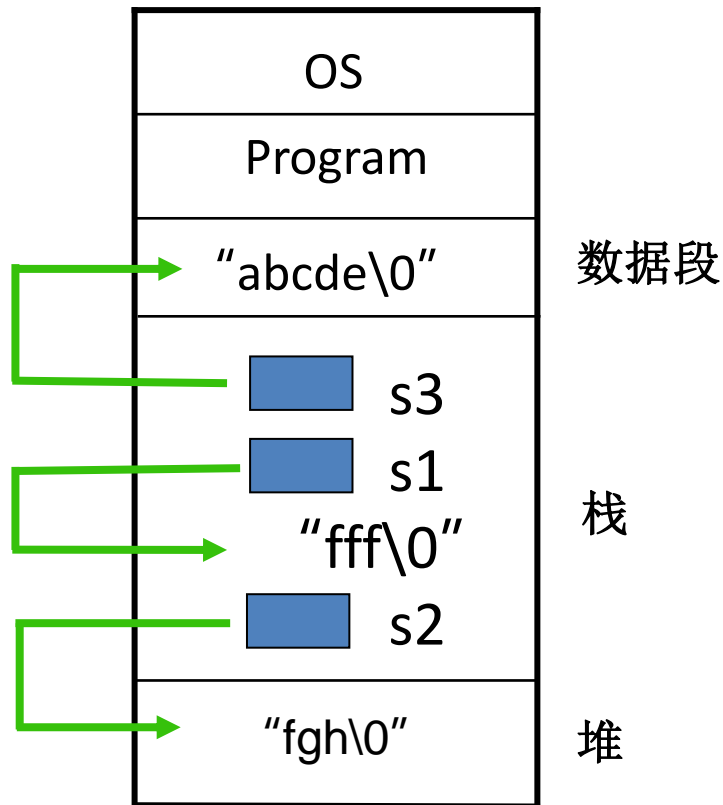 OS
Program
“abcde\0”
数据段
s3
s1
栈
“fff\0”
s2
“fgh\0”
堆